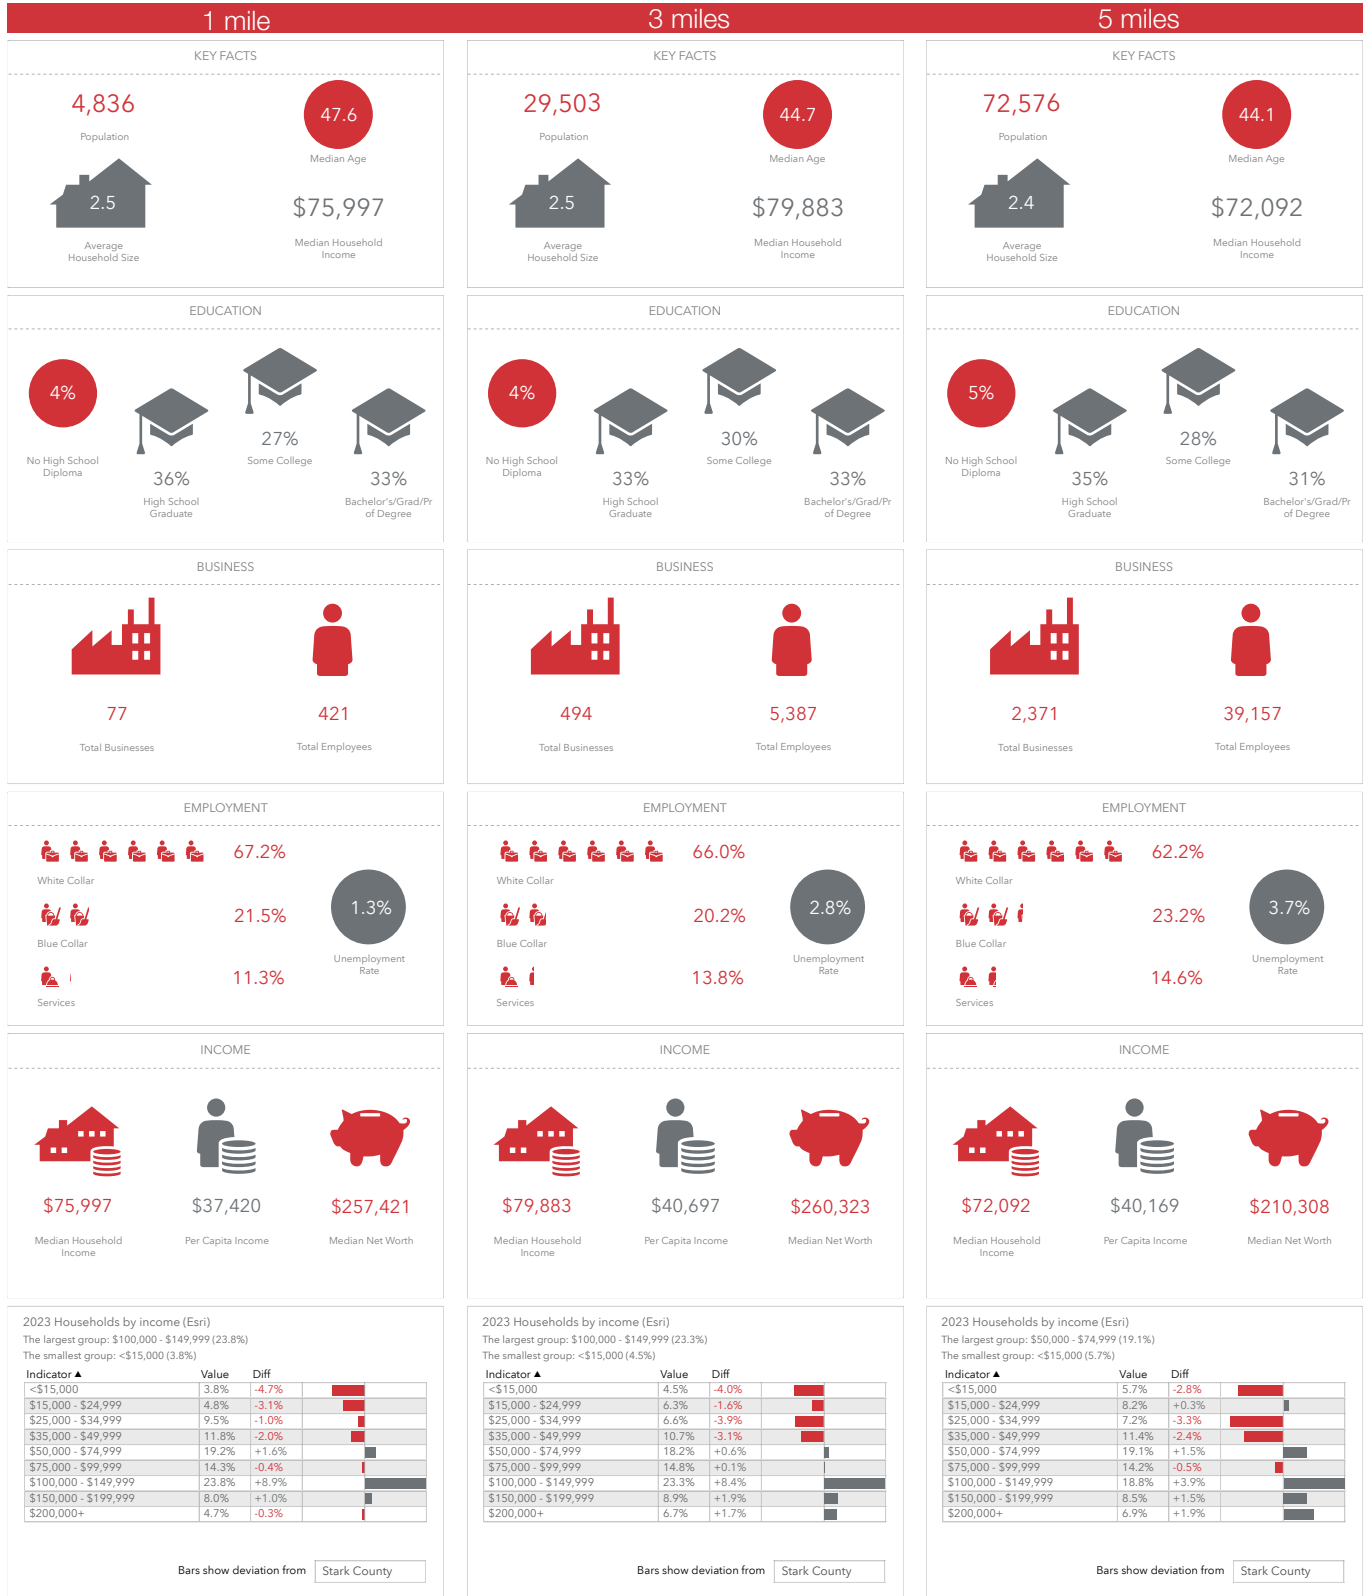 1 mile
3 miles
5 miles
KEY FACTS
4,836
Population
47.6
Median Age
2.5
Average
Household Size
$75,997
Median Household
Income
EDUCATION
4%
No High School
Diploma
36%
High School
Graduate
27%
Some College
33%
Bachelor's/Grad/Pr
of Degree
BUSINESS
77
Total Businesses
421
Total Employees
EMPLOYMENT
67.2%
White Collar
21.5%
Blue Collar
11.3%
Services
1.3%
Unemployment
Rate
INCOME
$75,997
Median Household
Income
$37,420
Per Capita Income
$257,421
Median Net Worth
2023 Households by income (Esri)
The largest group: $100,000 - $149,999 (23.8%)
The smallest group: <$15,000 (3.8%)
Indicator ▲ Value Diff
<$15,000 3.8% -4.7%
$15,000 - $24,999 4.8% -3.1%
$25,000 - $34,999 9.5% -1.0%
$35,000 - $49,999 11.8% -2.0%
$50,000 - $74,999 19.2% +1.6%
$75,000 - $99,999 14.3% -0.4%
$100,000 - $149,999 23.8% +8.9%
$150,000 - $199,999 8.0% +1.0%
$200,000+ 4.7% -0.3%
Bars show deviation from Stark County
KEY FACTS
29,503
Population
44.7
Median Age
2.5
Average
Household Size
$79,883
Median Household
Income
EDUCATION
4%
No High School
Diploma
33%
High School
Graduate
30%
Some College
33%
Bachelor's/Grad/Pr
of Degree
BUSINESS
494
Total Businesses
5,387
Total Employees
EMPLOYMENT
66.0%
White Collar
20.2%
Blue Collar
13.8%
Services
2.8%
Unemployment
Rate
INCOME
$79,883
Median Household
Income
$40,697
Per Capita Income
$260,323
Median Net Worth
2023 Households by income (Esri)
The largest group: $100,000 - $149,999 (23.3%)
The smallest group: <$15,000 (4.5%)
Indicator ▲ Value Diff
<$15,000 4.5% -4.0%
$15,000 - $24,999 6.3% -1.6%
$25,000 - $34,999 6.6% -3.9%
$35,000 - $49,999 10.7% -3.1%
$50,000 - $74,999 18.2% +0.6%
$75,000 - $99,999 14.8% +0.1%
$100,000 - $149,999 23.3% +8.4%
$150,000 - $199,999 8.9% +1.9%
$200,000+ 6.7% +1.7%
Bars show deviation from Stark County
KEY FACTS
72,576
Population
44.1
Median Age
2.4
Average
Household Size
$72,092
Median Household
Income
EDUCATION
5%
No High School
Diploma
35%
High School
Graduate
28%
Some College
31%
Bachelor's/Grad/Pr
of Degree
BUSINESS
2,371
Total Businesses
39,157
Total Employees
EMPLOYMENT
62.2%
White Collar
23.2%
Blue Collar
14.6%
Services
3.7%
Unemployment
Rate
INCOME
$72,092
Median Household
Income
$40,169
Per Capita Income
$210,308
Median Net Worth
2023 Households by income (Esri)
The largest group: $50,000 - $74,999 (19.1%)
The smallest group: <$15,000 (5.7%)
Indicator ▲ Value Diff
<$15,000 5.7% -2.8%
$15,000 - $24,999 8.2% +0.3%
$25,000 - $34,999 7.2% -3.3%
$35,000 - $49,999 11.4% -2.4%
$50,000 - $74,999 19.1% +1.5%
$75,000 - $99,999 14.2% -0.5%
$100,000 - $149,999 18.8% +3.9%
$150,000 - $199,999 8.5% +1.5%
$200,000+ 6.9% +1.9%
Bars show deviation from Stark County